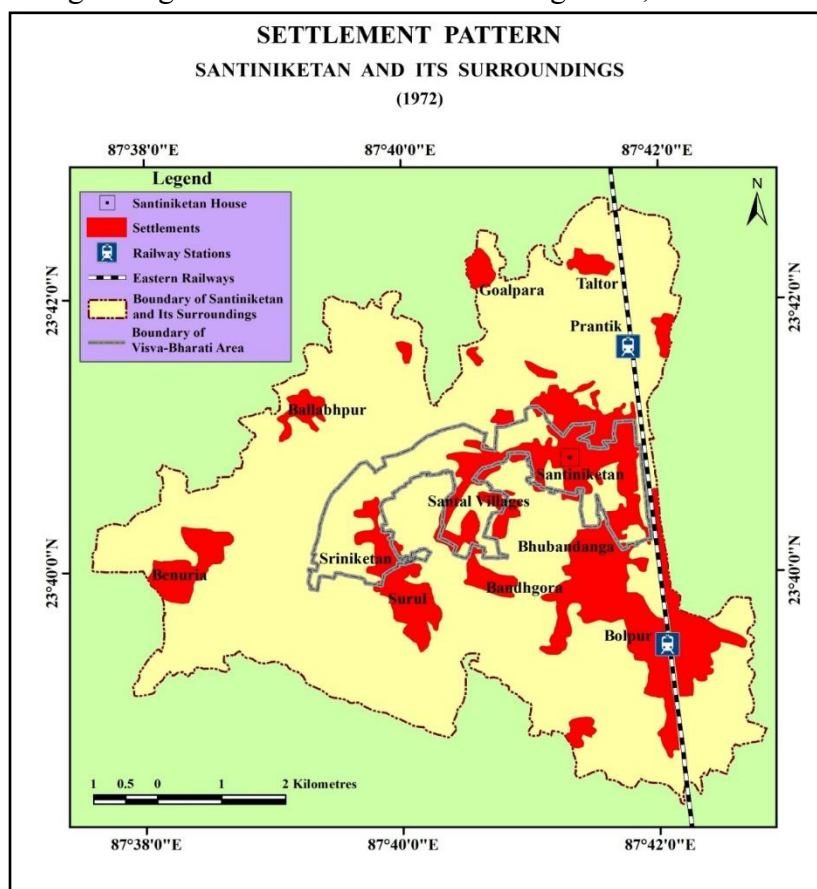 SETTLEMENT PATTERN
SANTINIKETAN AND ITS SURROUNDINGS
(1972)
87°38'0"E 87°40'0"E 87°42'0"E
Legend
Santiniketan House
Settlements
Railway Stations
Eastern Railways
Boundary of Santiniketan
and Its Surroundings
Boundary of
Visva-Bharati Area
N
Goalpara
Taltor
23°42'0"N 23°42'0"N
Prantik
Ballabhpur
Santiniketan
Santal Villages
Bhubandanga
Sriniketan
23°40'0"N 23°40'0"N
Benuria
Bandhgora
Surul
Bolpur
1 0.5 0 1 2 Kilometres
87°38'0"E 87°40'0"E 87°42'0"E